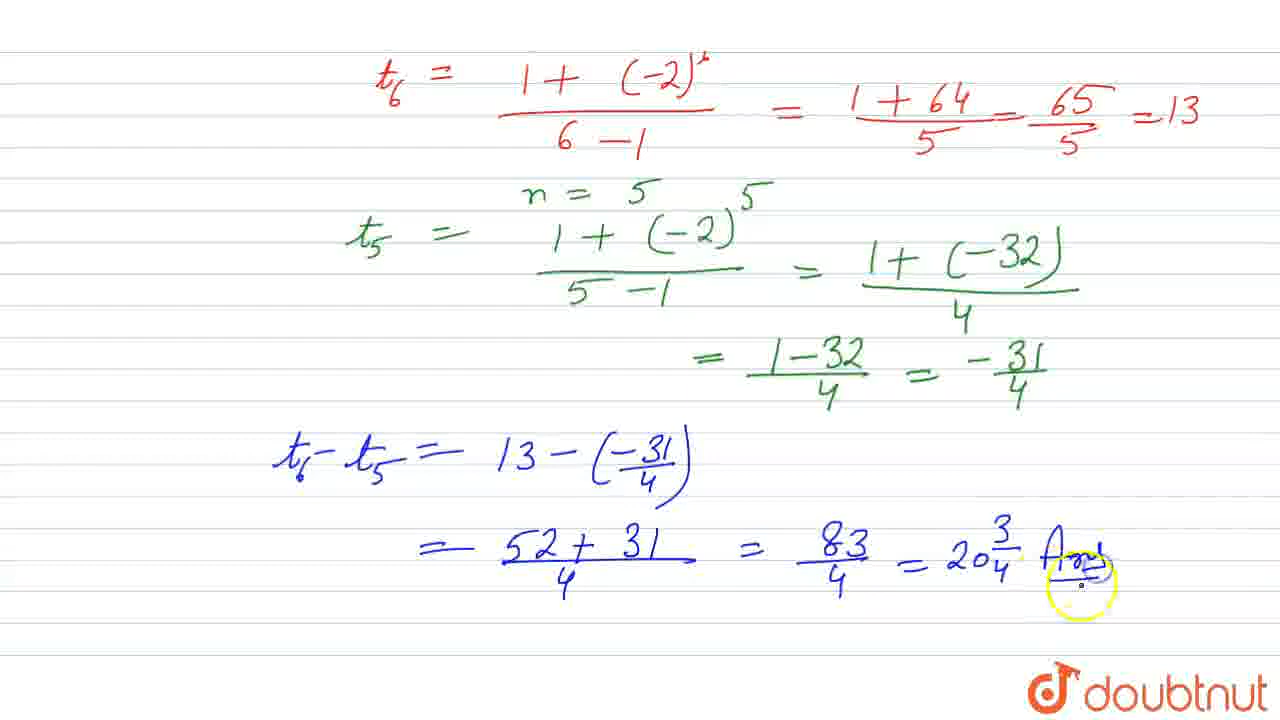 t₆ = (1 + (-2)⁶)/(6 - 1) = (1 + 64)/5 = 65/5 = 13
n = 5
t₅ = (1 + (-2)⁵)/(5 - 1) = (1 + (-32))/4
= (1 - 32)/4 = -31/4
t₆ - t₅ = 13 - (-31/4)
= (52 + 31)/4 = 83/4 = 20 3/4 Ans
doubtnut